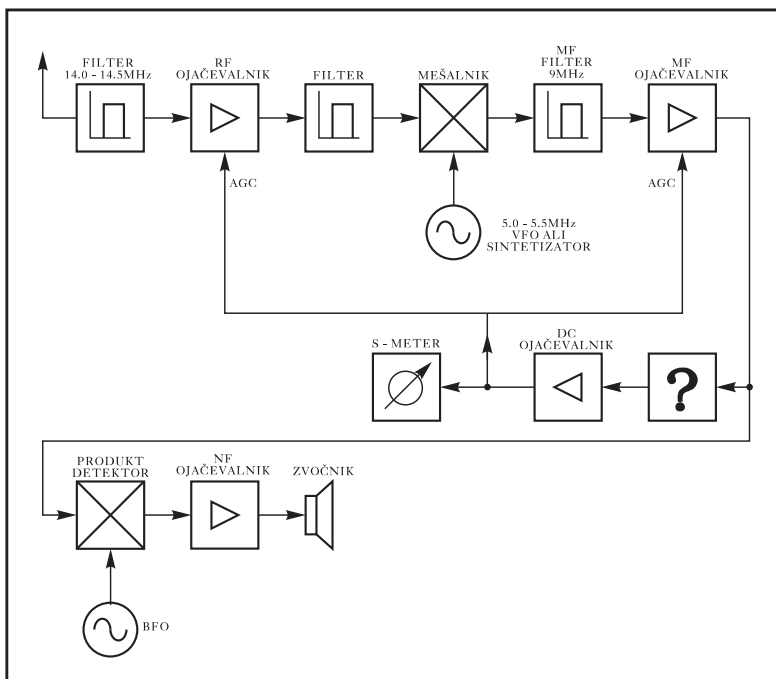 FILTER
14.0 - 14.5MHz
RF
OJAČEVALNIK
FILTER
MEŠALNIK
MF
FILTER
9MHz
MF
OJAČEVALNIK
AGC
AGC
5.0 - 5.5MHz
VFO ALI
SINTETIZATOR
S - METER
DC
OJAČEVALNIK
?
PRODUKT
DETEKTOR
NF
OJAČEVALNIK
ZVOČNIK
BFO